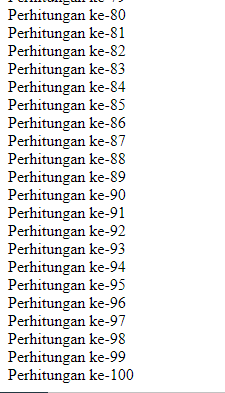 Perhitungan ke-79
Perhitungan ke-80
Perhitungan ke-81
Perhitungan ke-82
Perhitungan ke-83
Perhitungan ke-84
Perhitungan ke-85
Perhitungan ke-86
Perhitungan ke-87
Perhitungan ke-88
Perhitungan ke-89
Perhitungan ke-90
Perhitungan ke-91
Perhitungan ke-92
Perhitungan ke-93
Perhitungan ke-94
Perhitungan ke-95
Perhitungan ke-96
Perhitungan ke-97
Perhitungan ke-98
Perhitungan ke-99
Perhitungan ke-100